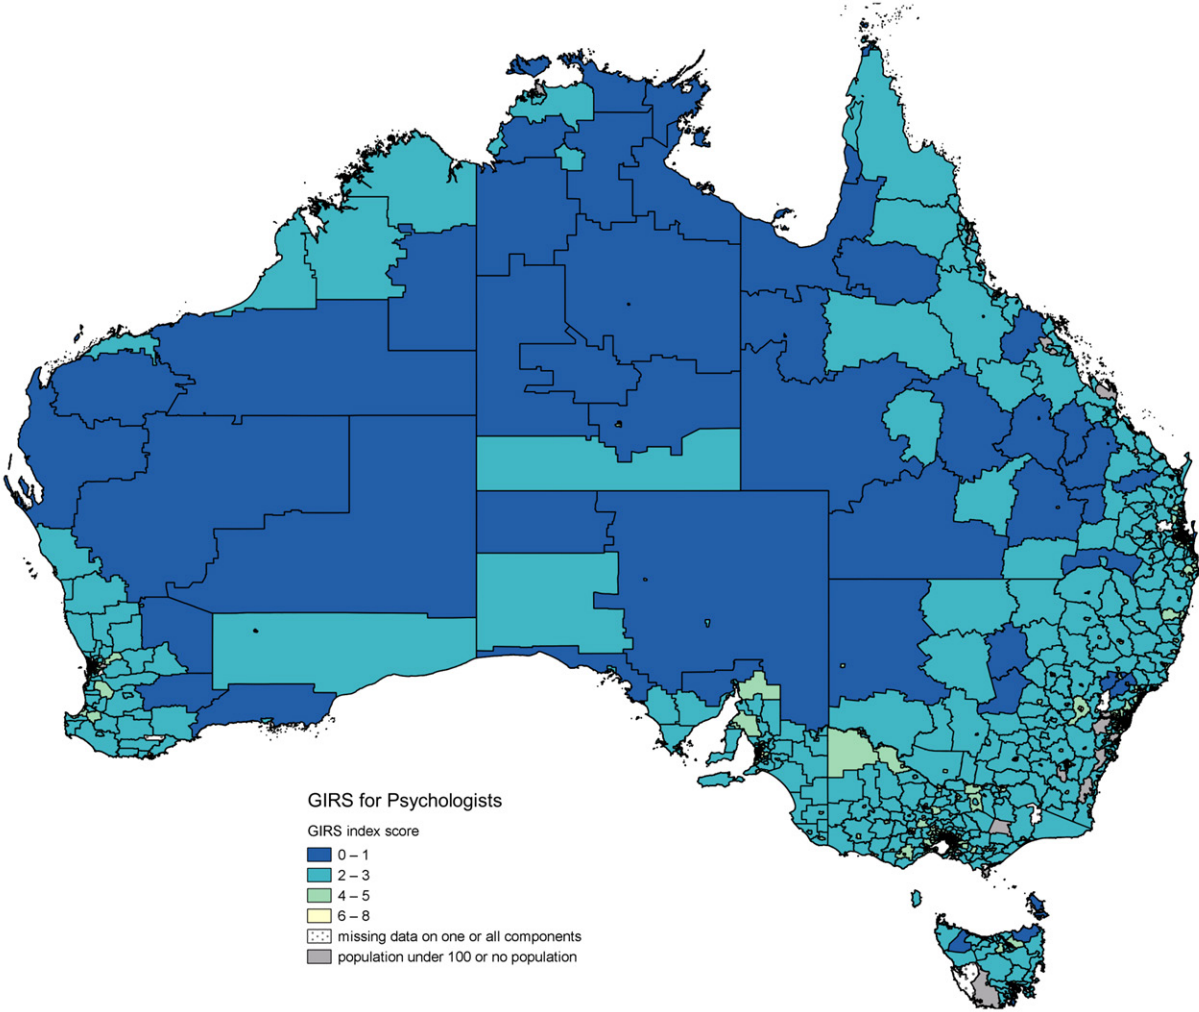 GIRS for Psychologists
GIRS index score
0 – 1
2 – 3
4 – 5
6 – 8
missing data on one or all components
population under 100 or no population